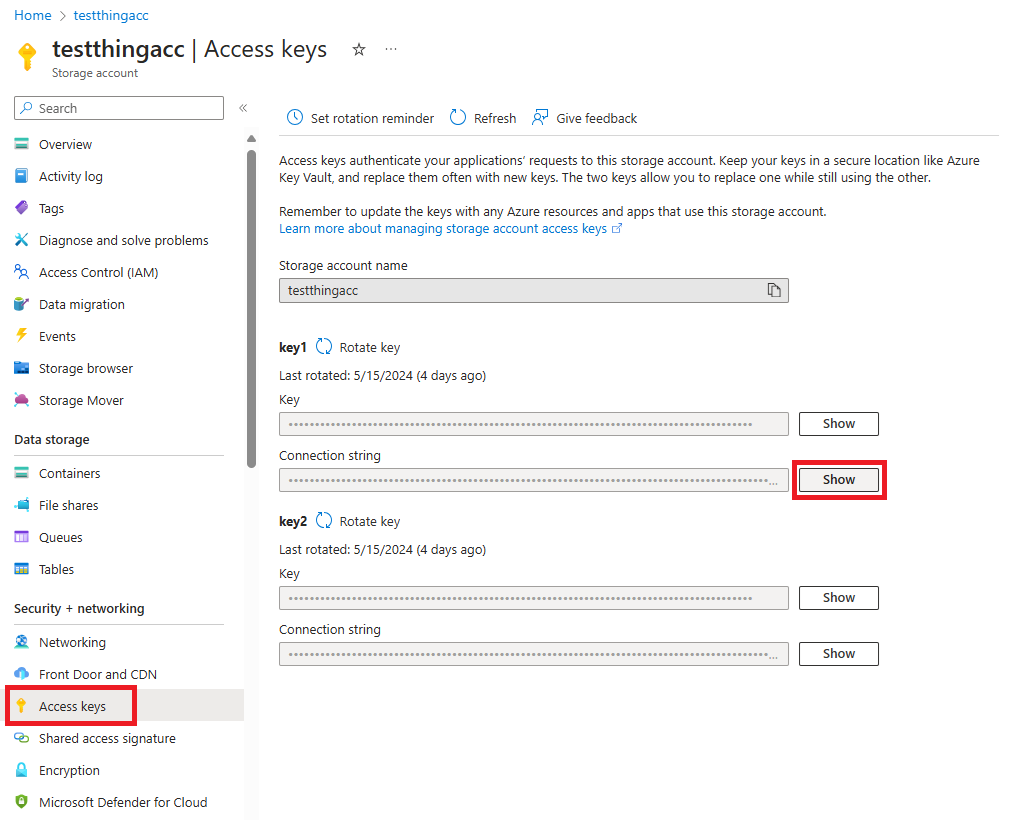 Home > testthingacc
testthingacc | Access keys ☆ ···
Storage account
Search «
Overview
Activity log
Tags
Diagnose and solve problems
Access Control (IAM)
Data migration
Events
Storage browser
Storage Mover
Data storage
Containers
File shares
Queues
Tables
Security + networking
Networking
Front Door and CDN
Access keys
Shared access signature
Encryption
Microsoft Defender for Cloud
Set rotation reminder Refresh Give feedback
Access keys authenticate your applications' requests to this storage account. Keep your keys in a secure location like Azure
Key Vault, and replace them often with new keys. The two keys allow you to replace one while still using the other.
Remember to update the keys with any Azure resources and apps that use this storage account.
Learn more about managing storage account access keys
Storage account name
testthingacc
key1 Rotate key
Last rotated: 5/15/2024 (4 days ago)
Key
Show
Connection string
... Show
key2 Rotate key
Last rotated: 5/15/2024 (4 days ago)
Key
Show
Connection string
... Show